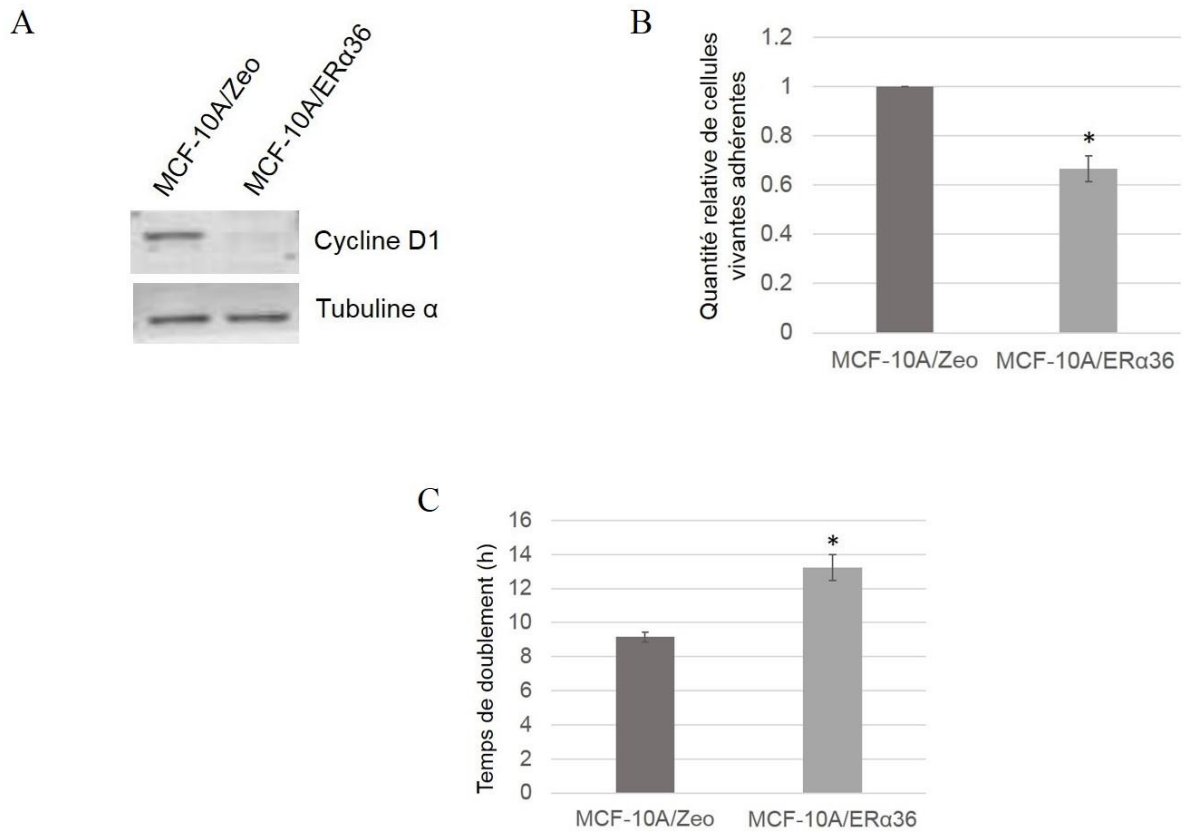 A
MCF-10A/Zeo
MCF-10A/ERα36
Cycline D1
Tubuline α
B
Quantité relative de cellules
vivantes adhérentes
1.2
1
0.8
0.6
0.4
0.2
0
*
MCF-10A/Zeo
MCF-10A/ERα36
C
Temps de doublement (h)
16
14
12
10
8
6
4
2
0
*
MCF-10A/Zeo
MCF-10A/ERα36